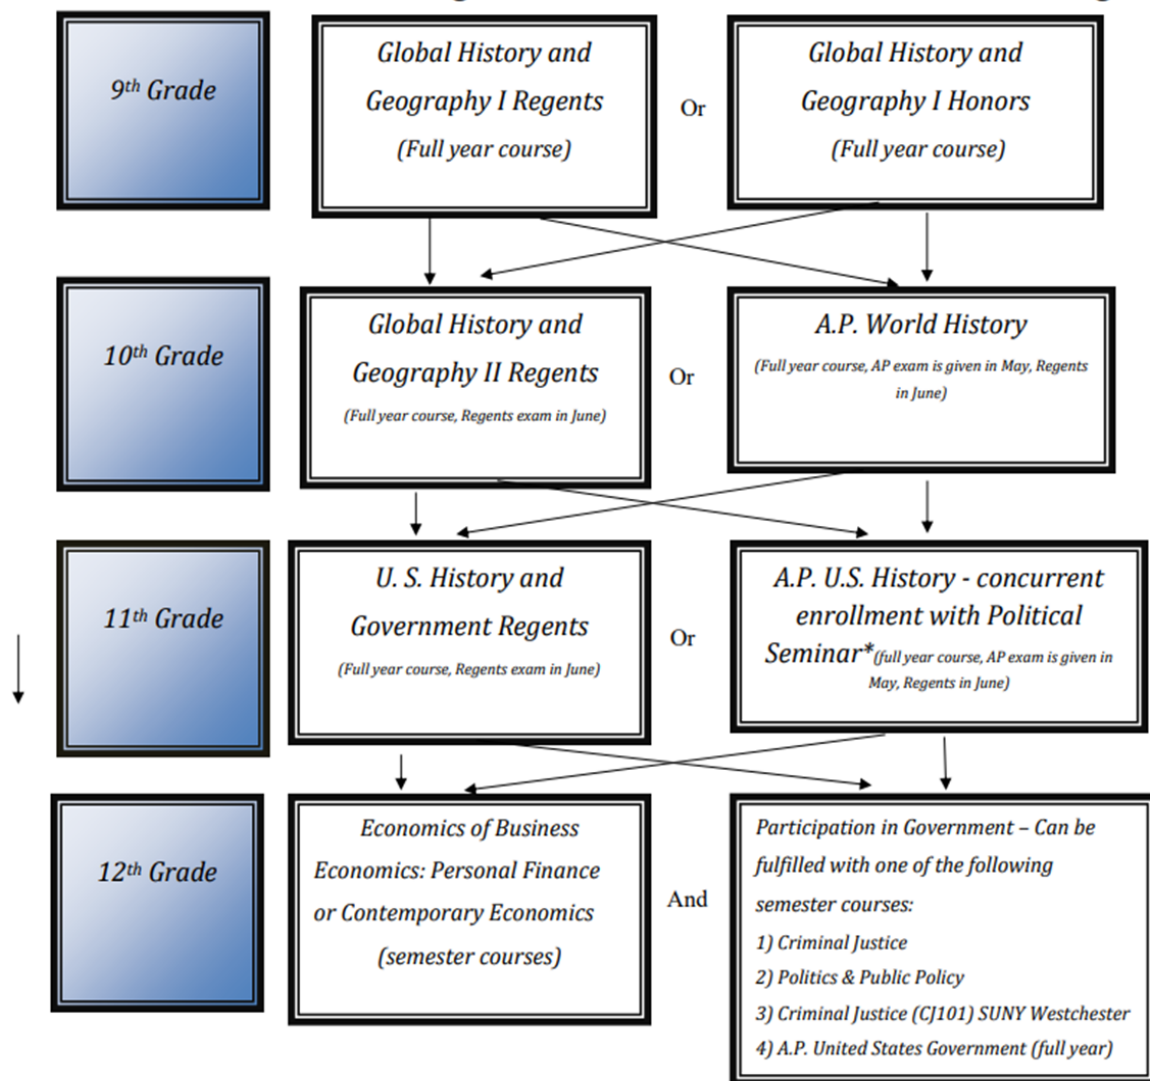 9th Grade
Global History and
Geography I Regents
(Full year course)
Or
Global History and
Geography I Honors
(Full year course)
10th Grade
Global History and
Geography II Regents
(Full year course, Regents exam in June)
Or
A.P. World History
(Full year course, AP exam is given in May, Regents
in June)
11th Grade
U. S. History and
Government Regents
(Full year course, Regents exam in June)
Or
A.P. U.S. History - concurrent
enrollment with Political
Seminar*(full year course, AP exam is given in
May, Regents in June)
12th Grade
Economics of Business
Economics: Personal Finance
or Contemporary Economics
(semester courses)
And
Participation in Government – Can be
fulfilled with one of the following
semester courses:
1) Criminal Justice
2) Politics & Public Policy
3) Criminal Justice (CJ101) SUNY Westchester
4) A.P. United States Government (full year)